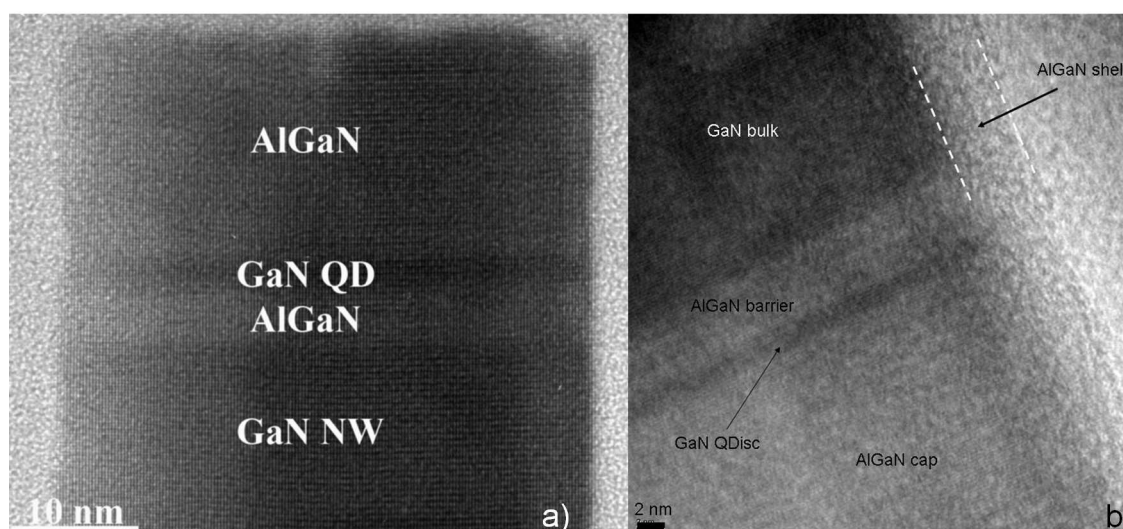 AlGaN
GaN QD
AlGaN
GaN NW
10 nm
a)
AlGaN shel
GaN bulk
AlGaN barrier
GaN QDisc
AlGaN cap
2 nm
b